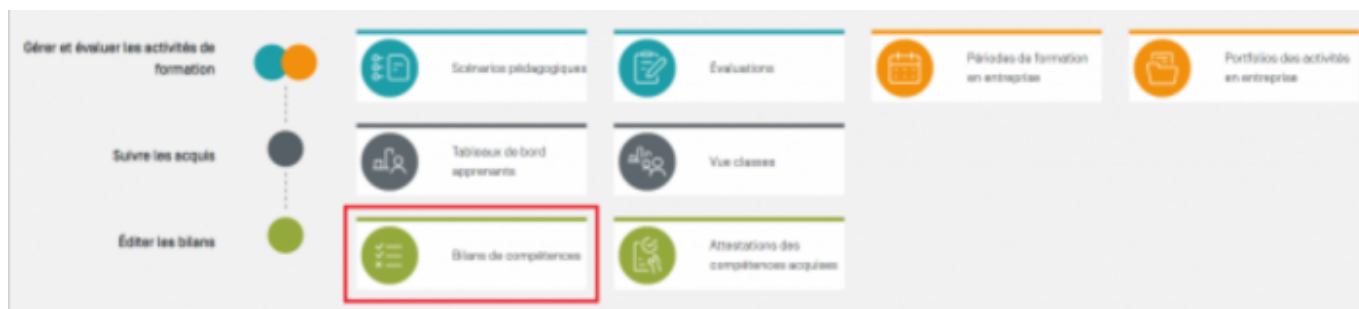 Gérer et évaluer les activités de
formation
Scénarios pédagogiques
Évaluations
Périodes de formation
en entreprise
Portfolios des activités
en entreprise
Suivre les acquis
Tableaux de bord
apprenants
Vue classes
Éditer les bilans
Bilans de compétences
Attestations des
compétences acquises